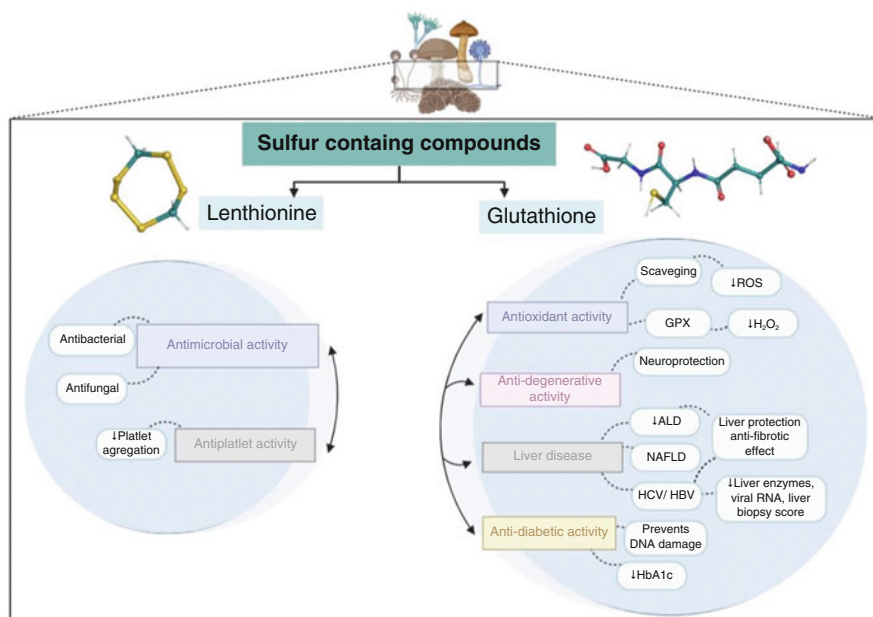 Sulfur containg compounds
Lenthionine
Glutathione
Antibacterial
Antimicrobial activity
Antifungal
↓Platlet
agregation
Antiplatlet activity
Scaveging
↓ROS
Antioxidant activity
GPX
↓H₂O₂
Neuroprotection
Anti-degenerative
activity
↓ALD
Liver protection
anti-fibrotic
effect
Liver disease
NAFLD
HCV/ HBV
↓Liver enzymes,
viral RNA, liver
biopsy score
Anti-diabetic activity
Prevents
DNA damage
↓HbA1c